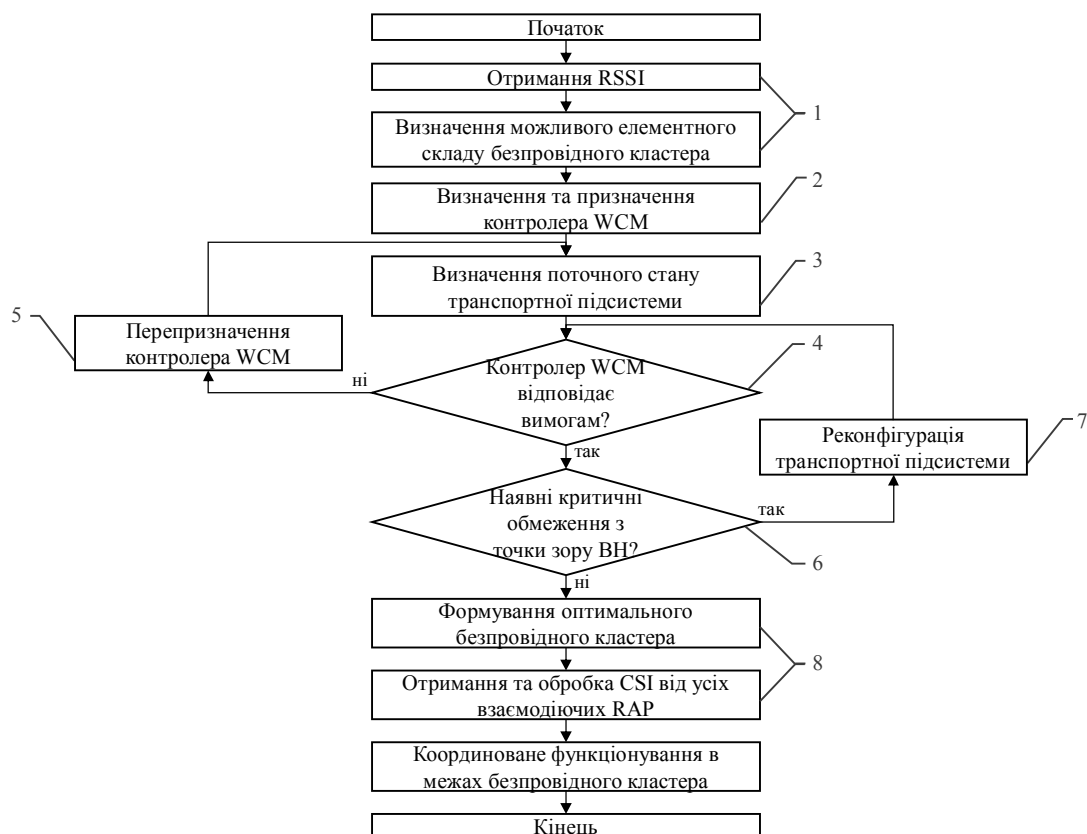 Початок
Отримання RSSI
1
Визначення можливого елементного
складу безпровідного кластера
2
Визначення та призначення
контролера WCM
3
Визначення поточного стану
транспортної підсистеми
5
Перепризначення
контролера WCM
4
Контролер WCM
відповідає
вимогам?
ні
так
7
Реконфігурація
транспортної підсистеми
Наявні критичні
обмеження з
точки зору BH?
так
6
ні
Формування оптимального
безпровідного кластера
8
Отримання та обробка CSI від усіх
взаємодіючих RAP
Координоване функціонування в
межах безпровідного кластера
Кінець